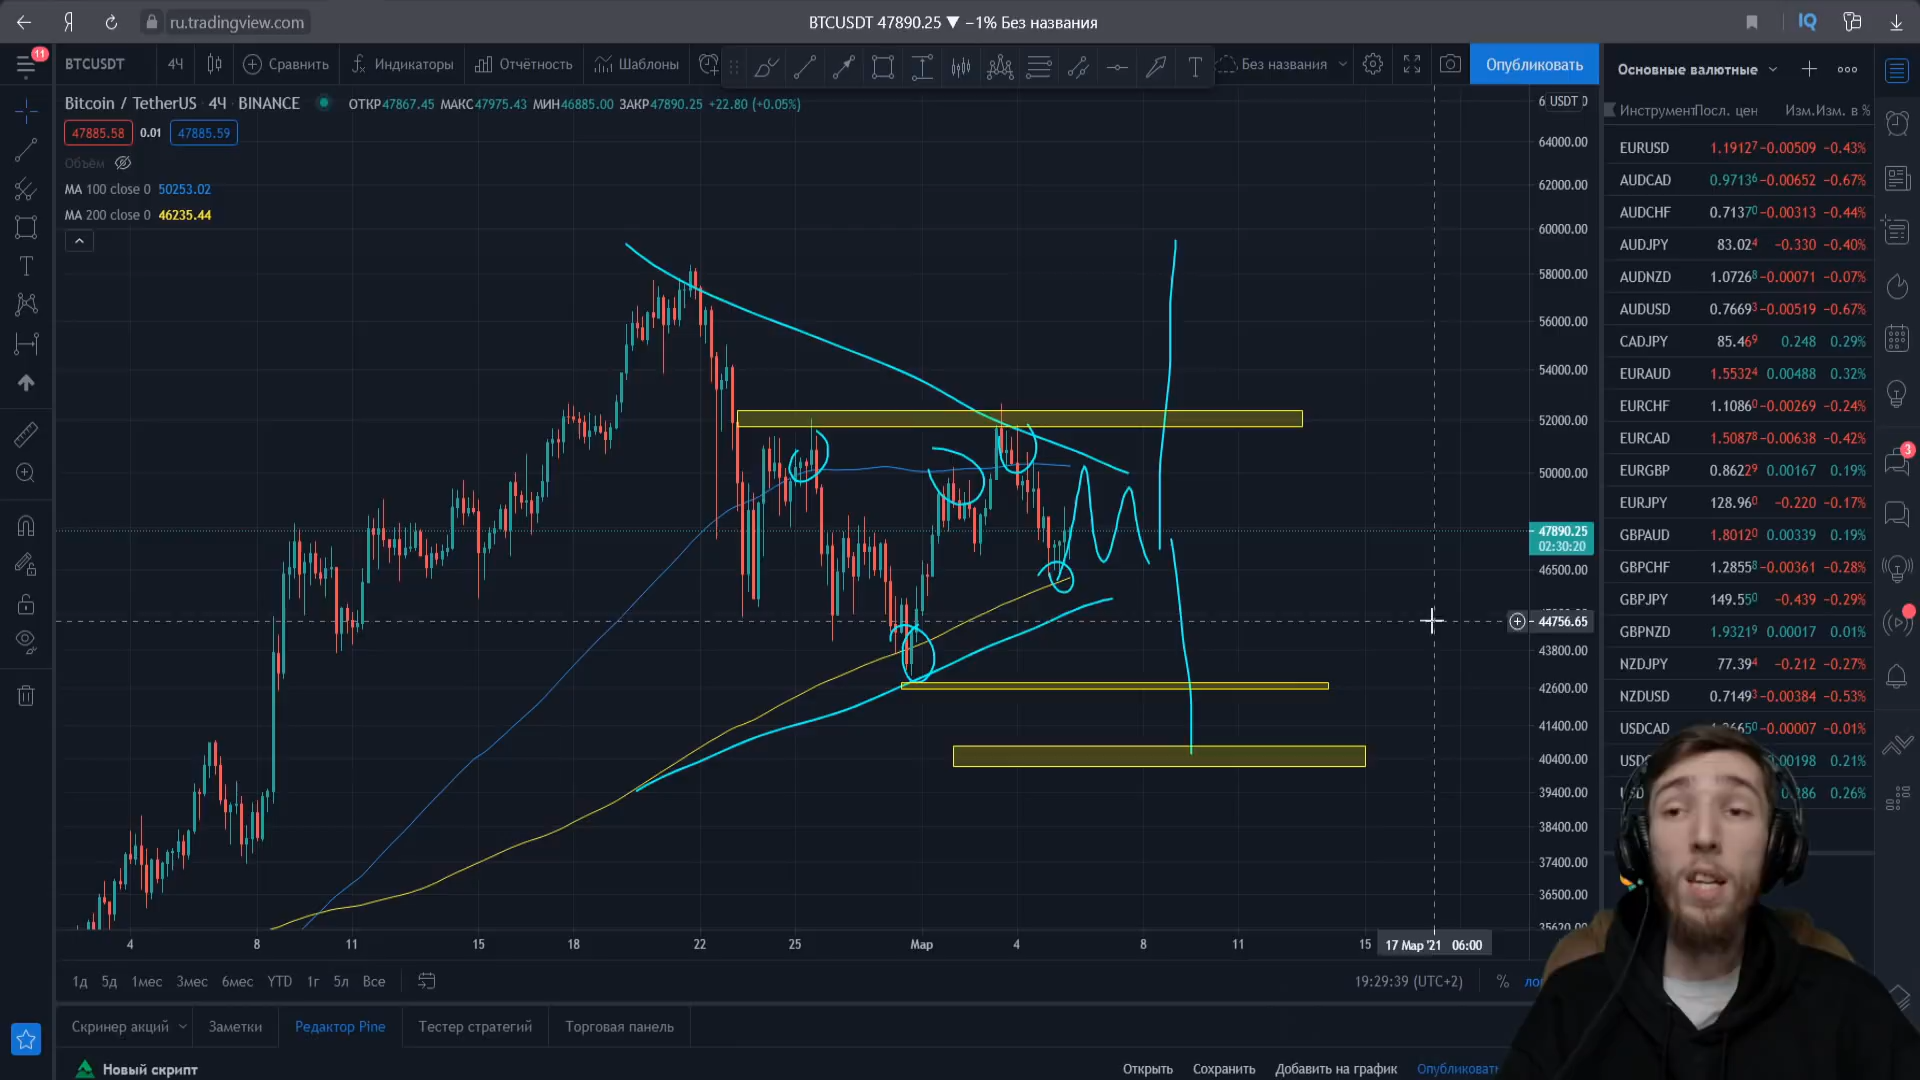 ru.tradingview.com
BTCUSDT 47890.25 ▼ −1% Без названия
IQ
11
BTCUSDT
4Ч
Сравнить
Индикаторы
Отчётность
Шаблоны
Без названия
Опубликовать
Основные валютные
Bitcoin / TetherUS · 4Ч · BINANCE
ОТКР47867.45 МАКС47975.43 МИН46885.00 ЗАКР47890.25 +22.80 (+0.05%)
47885.58 0.01 47885.59
Объём
MA 100 close 0 50253.02
MA 200 close 0 46235.44
USDT
64000.00
62000.00
60000.00
58000.00
56000.00
54000.00
52000.00
50000.00
47890.25
02:30:20
46500.00
44756.65
43800.00
42600.00
41400.00
40400.00
39400.00
38400.00
37400.00
36500.00
Инструмент Посл. цен Изм. Изм. в %
EURUSD 1.19127 −0.00509 −0.43%
AUDCAD 0.97136 −0.00652 −0.67%
AUDCHF 0.71370 −0.00313 −0.44%
AUDJPY 83.024 −0.330 −0.40%
AUDNZD 1.07268 −0.00071 −0.07%
AUDUSD 0.76693 −0.00519 −0.67%
CADJPY 85.469 0.248 0.29%
EURAUD 1.55324 0.00488 0.32%
EURCHF 1.10860 −0.00269 −0.24%
EURCAD 1.50878 −0.00638 −0.42%
EURGBP 0.86229 0.00167 0.19%
EURJPY 128.960 −0.220 −0.17%
GBPAUD 1.80120 0.00339 0.19%
GBPCHF 1.28558 −0.00361 −0.28%
GBPJPY 149.550 −0.439 −0.29%
GBPNZD 1.93219 0.00017 0.01%
NZDJPY 77.394 −0.212 −0.27%
NZDUSD 0.71493 −0.00384 −0.53%
USDCAD −0.00007 −0.01%
0.00198 0.21%
0.26%
3
4 8 11 15 18 22 25 Мар 4 8 11 15
17 Мар '21 06:00
1д 5д 1мес 3мес 6мес YTD 1г 5л Все
19:29:39 (UTC+2)
%
Скринер акций
Заметки
Редактор Pine
Тестер стратегий
Торговая панель
Новый скрипт
Открыть
Сохранить
Добавить на график